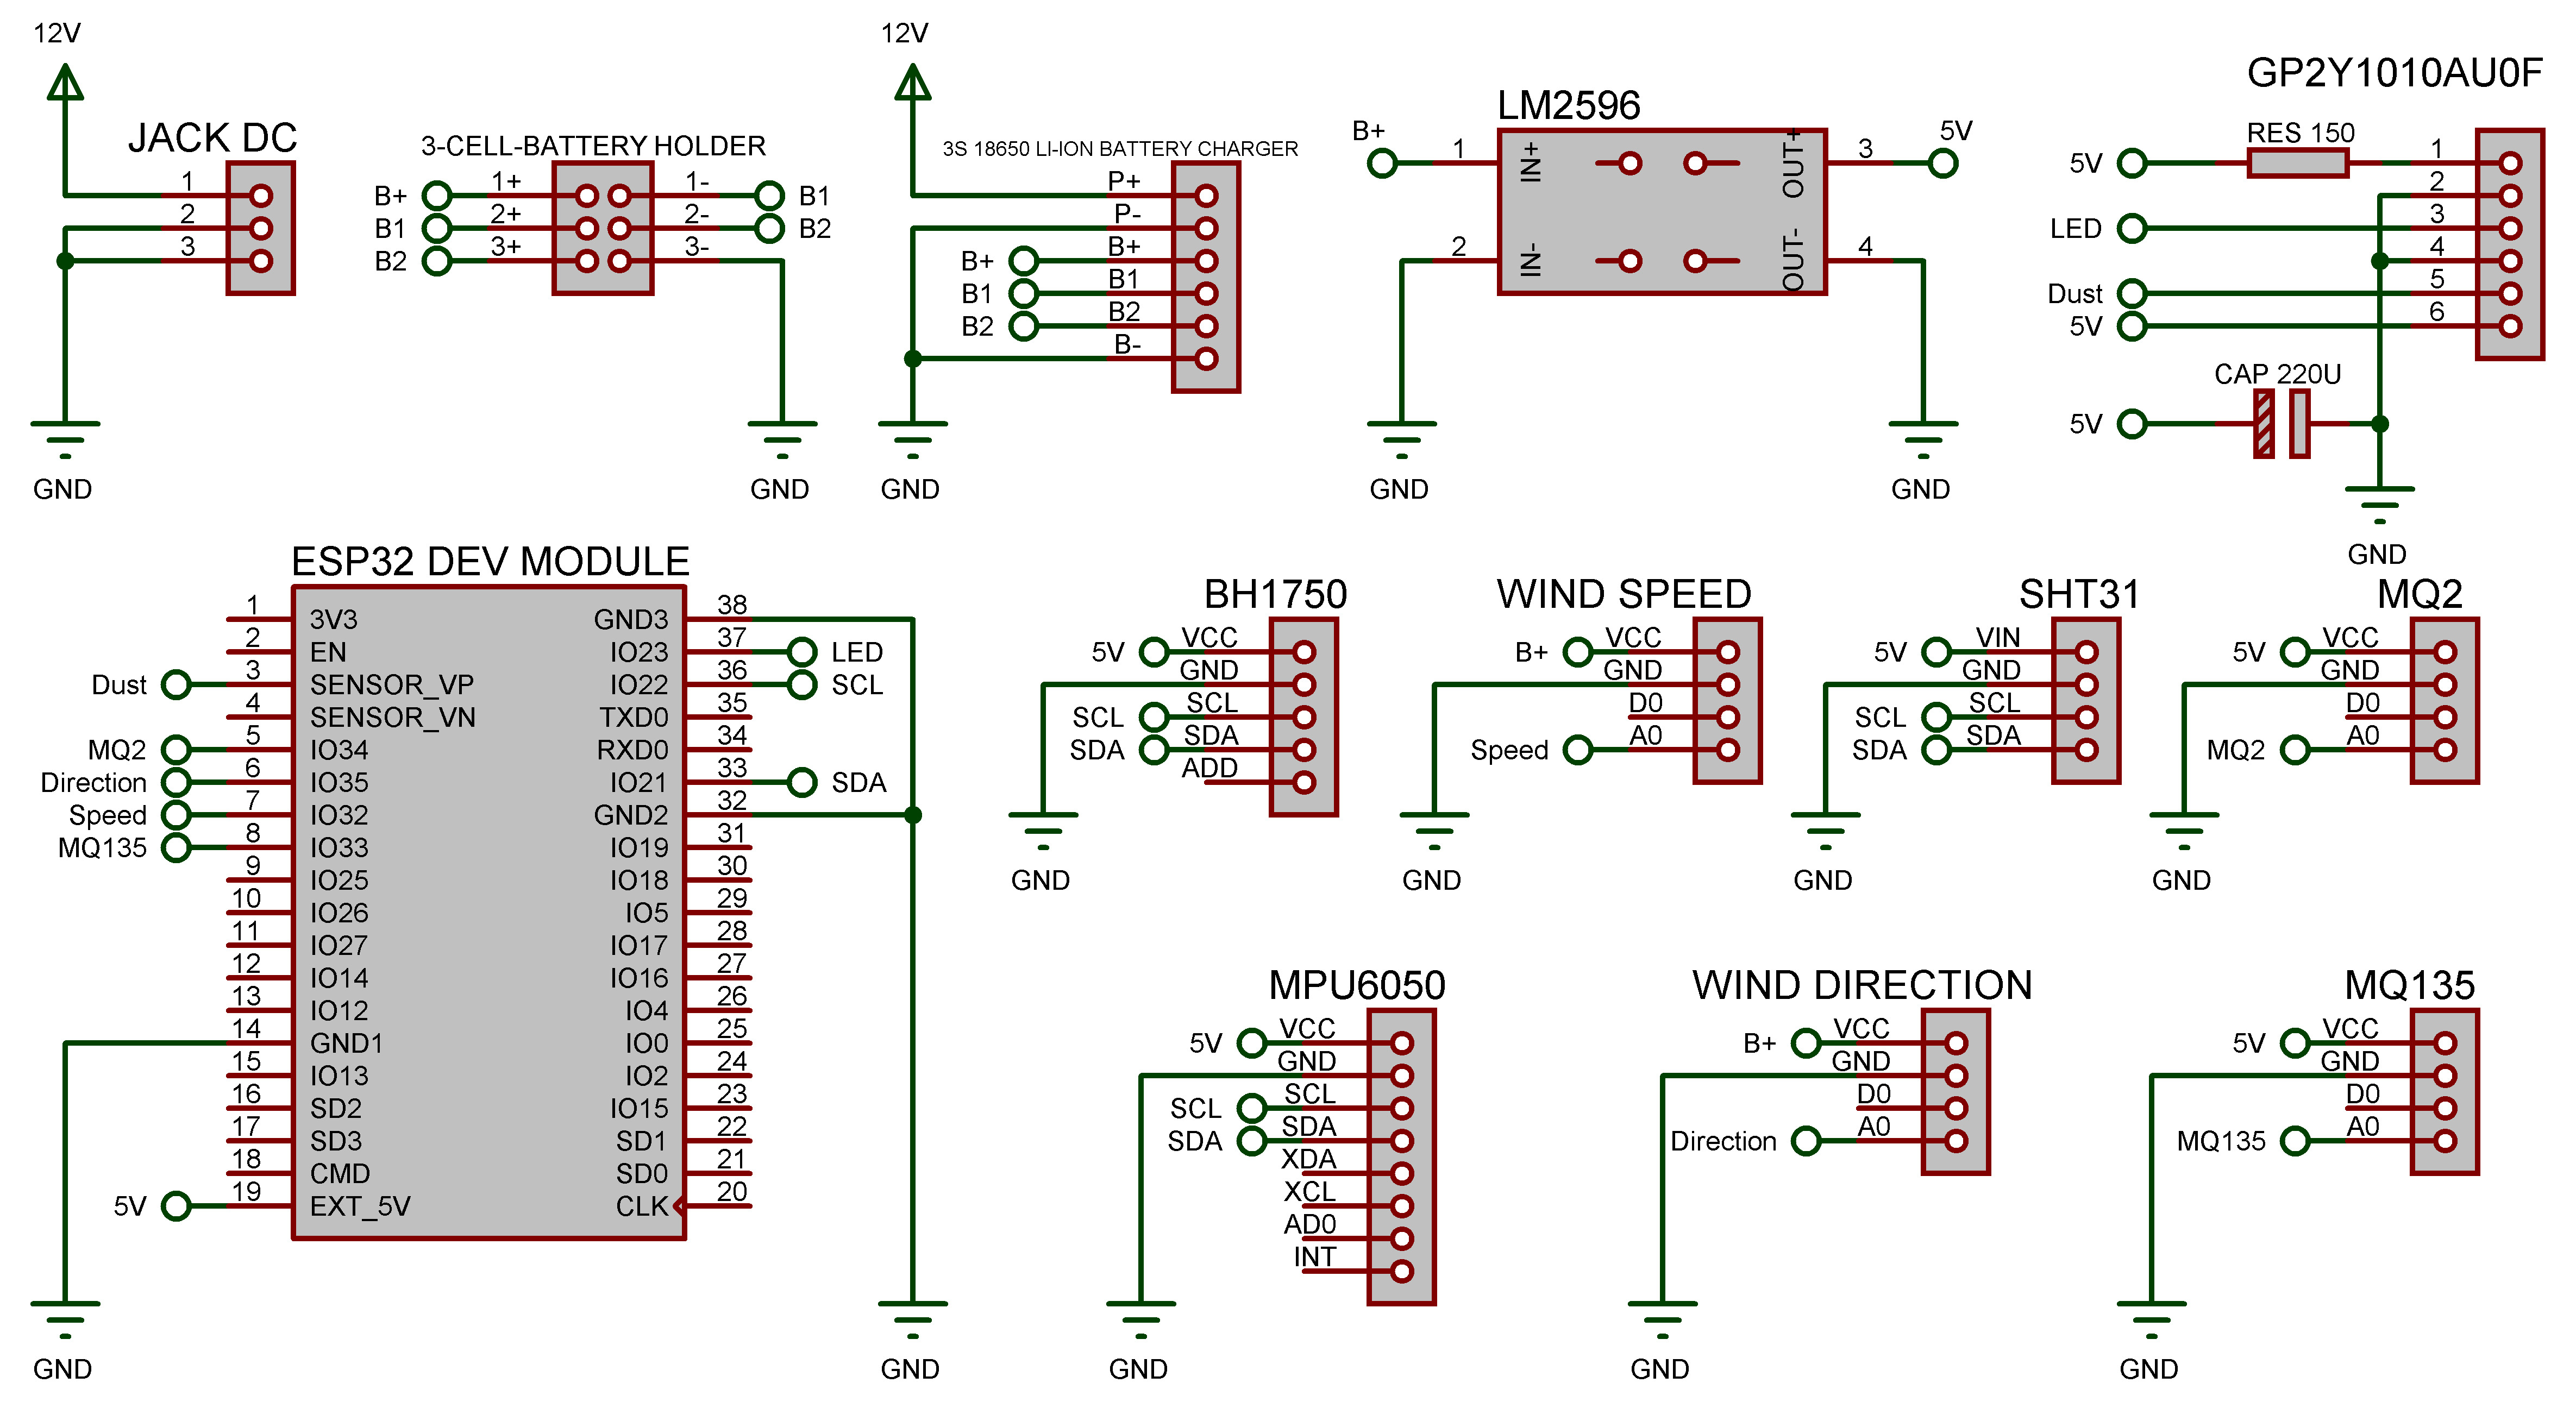 12V
JACK DC
1
2
3
GND
3-CELL-BATTERY HOLDER
B+ 1+ 1- B1
B1 2+ 2- B2
B2 3+ 3-
GND
12V
3S 18650 LI-ION BATTERY CHARGER
P+
P-
B+ B+
B1 B1
B2 B2
B-
GND
LM2596
B+ 1 IN+ OUT+ 3 5V
2 IN- OUT- 4
GND
GND
GP2Y1010AU0F
RES 150
5V 1
2
LED 3
4
Dust 5
5V 6
CAP 220U
5V
GND
ESP32 DEV MODULE
1 3V3 GND3 38
2 EN IO23 37 LED
Dust 3 SENSOR_VP IO22 36 SCL
4 SENSOR_VN TXD0 35
MQ2 5 IO34 RXD0 34
Direction 6 IO35 IO21 33 SDA
Speed 7 IO32 GND2 32
MQ135 8 IO33 IO19 31
9 IO25 IO18 30
10 IO26 IO5 29
11 IO27 IO17 28
12 IO14 IO16 27
13 IO12 IO4 26
14 GND1 IO0 25
15 IO13 IO2 24
16 SD2 IO15 23
17 SD3 SD1 22
18 CMD SD0 21
5V 19 EXT_5V CLK 20
GND
GND
BH1750
5V VCC
GND
SCL SCL
SDA SDA
ADD
GND
WIND SPEED
B+ VCC
GND
D0
Speed A0
GND
SHT31
5V VIN
GND
SCL SCL
SDA SDA
GND
MQ2
5V VCC
GND
D0
MQ2 A0
GND
MPU6050
5V VCC
GND
SCL SCL
SDA SDA
XDA
XCL
AD0
INT
GND
WIND DIRECTION
B+ VCC
GND
D0
Direction A0
GND
MQ135
5V VCC
GND
D0
MQ135 A0
GND